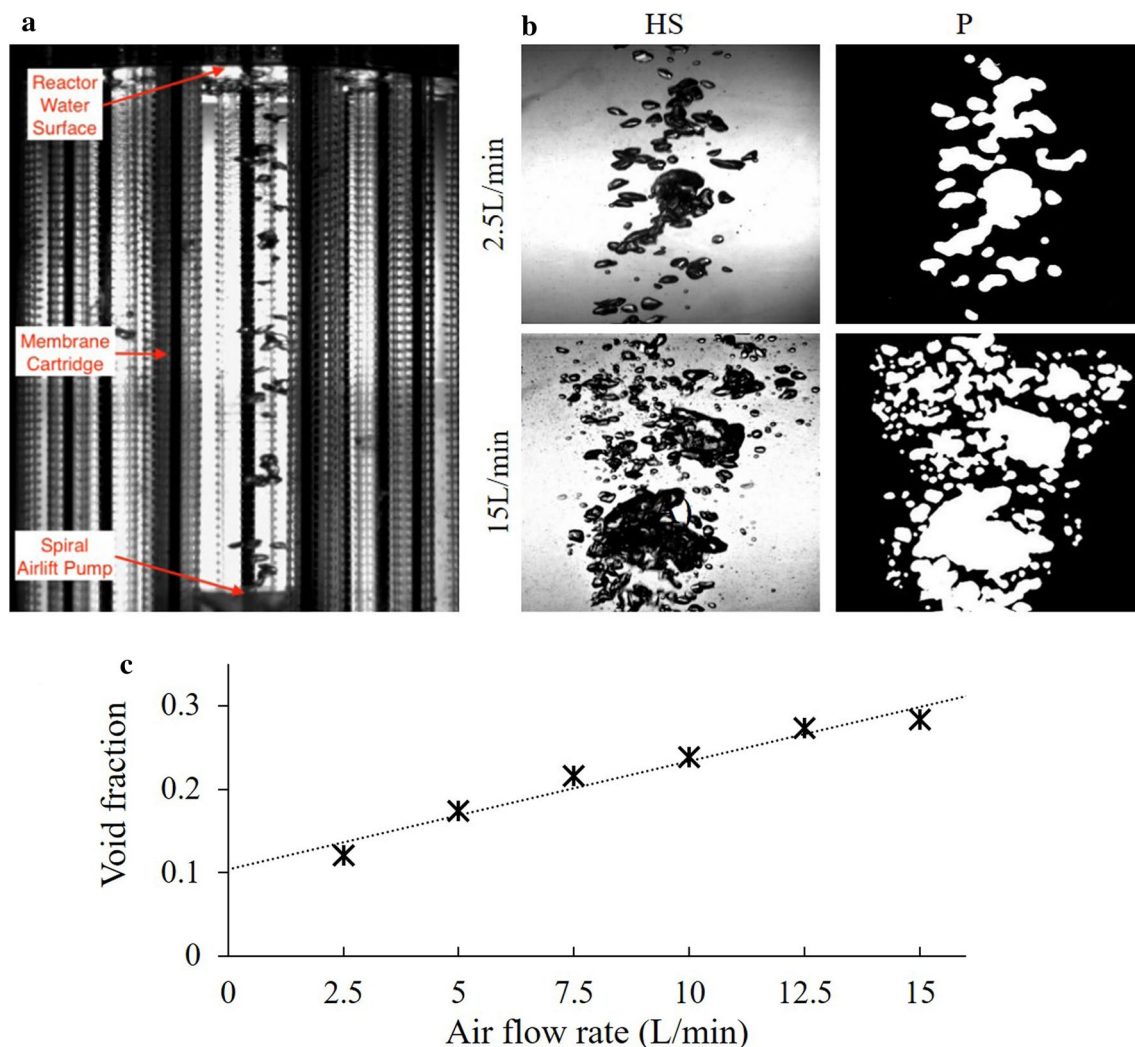 a
Reactor
Water
Surface
Membrane
Cartridge
Spiral
Airlift Pump
b
HS
P
2.5L/min
15L/min
c
Void fraction
0.3
0.2
0.1
0
0
2.5
5
7.5
10
12.5
15
Air flow rate (L/min)